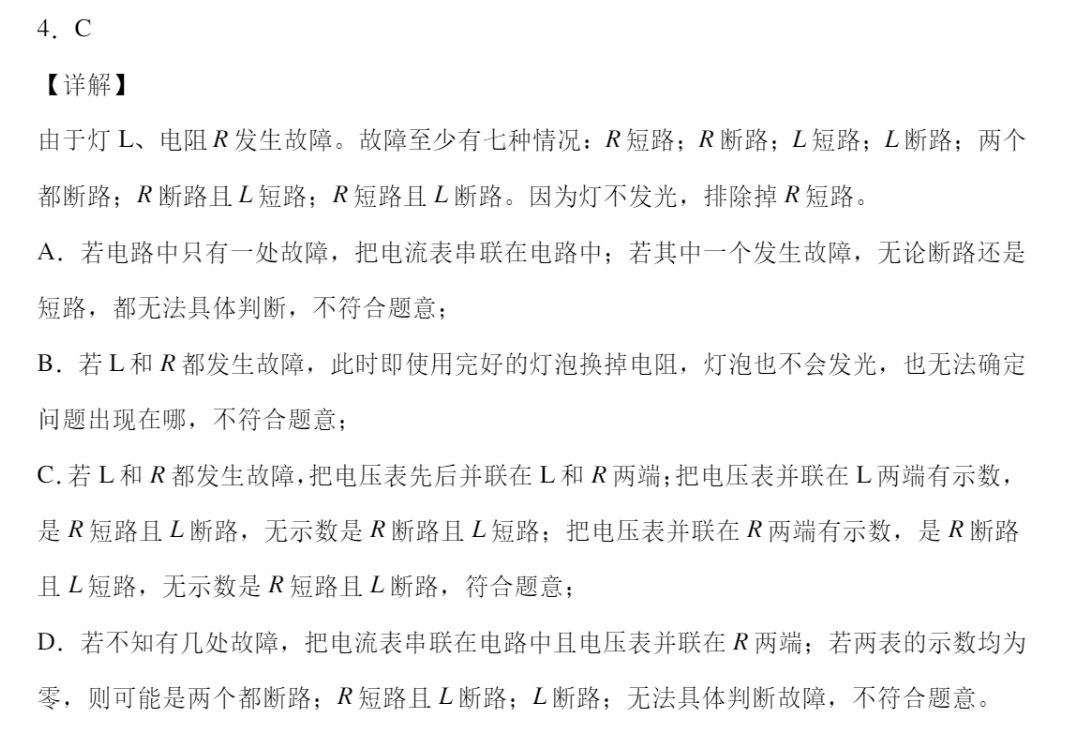 4．C
【详解】
由于灯 L、电阻 R 发生故障。故障至少有七种情况：R 短路；R 断路；L 短路；L 断路；两个
都断路；R 断路且 L 短路；R 短路且 L 断路。因为灯不发光，排除掉 R 短路。
A．若电路中只有一处故障，把电流表串联在电路中；若其中一个发生故障，无论断路还是
短路，都无法具体判断，不符合题意；
B．若 L 和 R 都发生故障，此时即使用完好的灯泡换掉电阻，灯泡也不会发光，也无法确定
问题出现在哪，不符合题意；
C．若 L 和 R 都发生故障，把电压表先后并联在 L 和 R 两端；把电压表并联在 L 两端有示数，
是 R 短路且 L 断路，无示数是 R 断路且 L 短路；把电压表并联在 R 两端有示数，是 R 断路
且 L 短路，无示数是 R 短路且 L 断路，符合题意；
D．若不知有几处故障，把电流表串联在电路中且电压表并联在 R 两端；若两表的示数均为
零，则可能是两个都断路；R 短路且 L 断路；L 断路；无法具体判断故障，不符合题意。